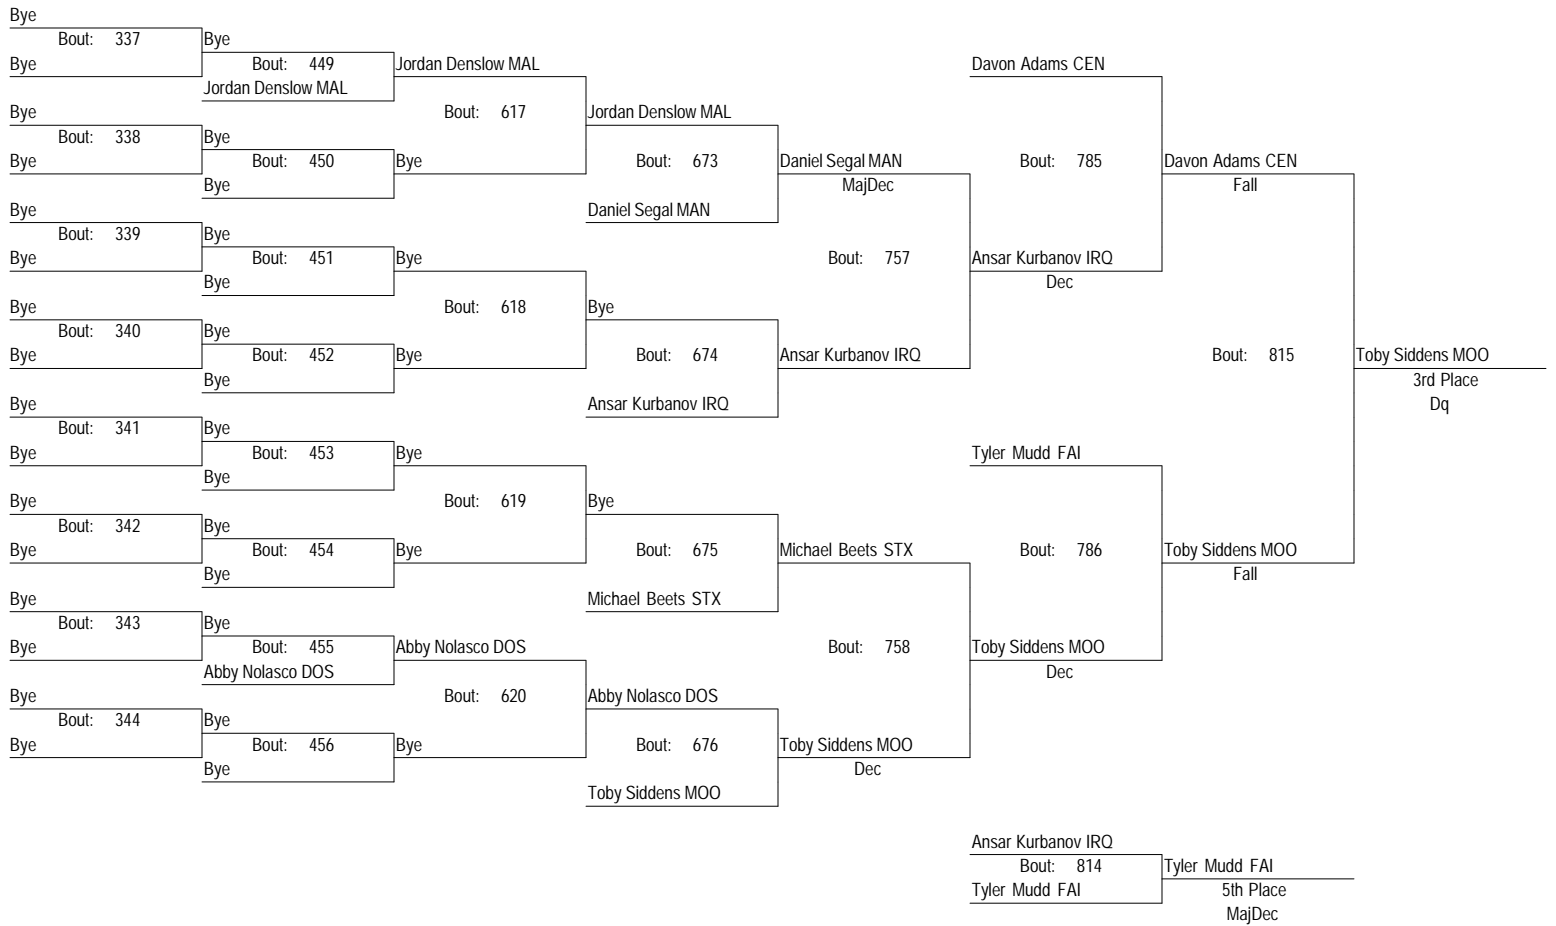 Bye
Bout: 337 Bye
Bye Bout: 449 Jordan Denslow MAL Davon Adams CEN
Jordan Denslow MAL
Bye Bout: 617 Jordan Denslow MAL
Bout: 338 Bye
Bye Bout: 450 Bye Bout: 673 Daniel Segal MAN Bout: 785 Davon Adams CEN
Bye MajDec Fall
Bye Daniel Segal MAN
Bout: 339 Bye
Bye Bout: 451 Bye Bout: 757 Ansar Kurbanov IRQ
Bye Dec
Bye Bout: 618 Bye
Bout: 340 Bye
Bye Bout: 452 Bye Bout: 674 Ansar Kurbanov IRQ Bout: 815 Toby Siddens MOO
Bye 3rd Place
Bye Ansar Kurbanov IRQ Dq
Bout: 341 Bye
Bye Bout: 453 Bye Tyler Mudd FAI
Bye
Bye Bout: 619 Bye
Bout: 342 Bye
Bye Bout: 454 Bye Bout: 675 Michael Beets STX Bout: 786 Toby Siddens MOO
Bye Fall
Bye Michael Beets STX
Bout: 343 Bye
Bye Bout: 455 Abby Nolasco DOS Bout: 758 Toby Siddens MOO
Abby Nolasco DOS Dec
Bye Bout: 620 Abby Nolasco DOS
Bout: 344 Bye
Bye Bout: 456 Bye Bout: 676 Toby Siddens MOO
Bye Dec
Toby Siddens MOO
Ansar Kurbanov IRQ
Bout: 814 Tyler Mudd FAI
Tyler Mudd FAI 5th Place
MajDec